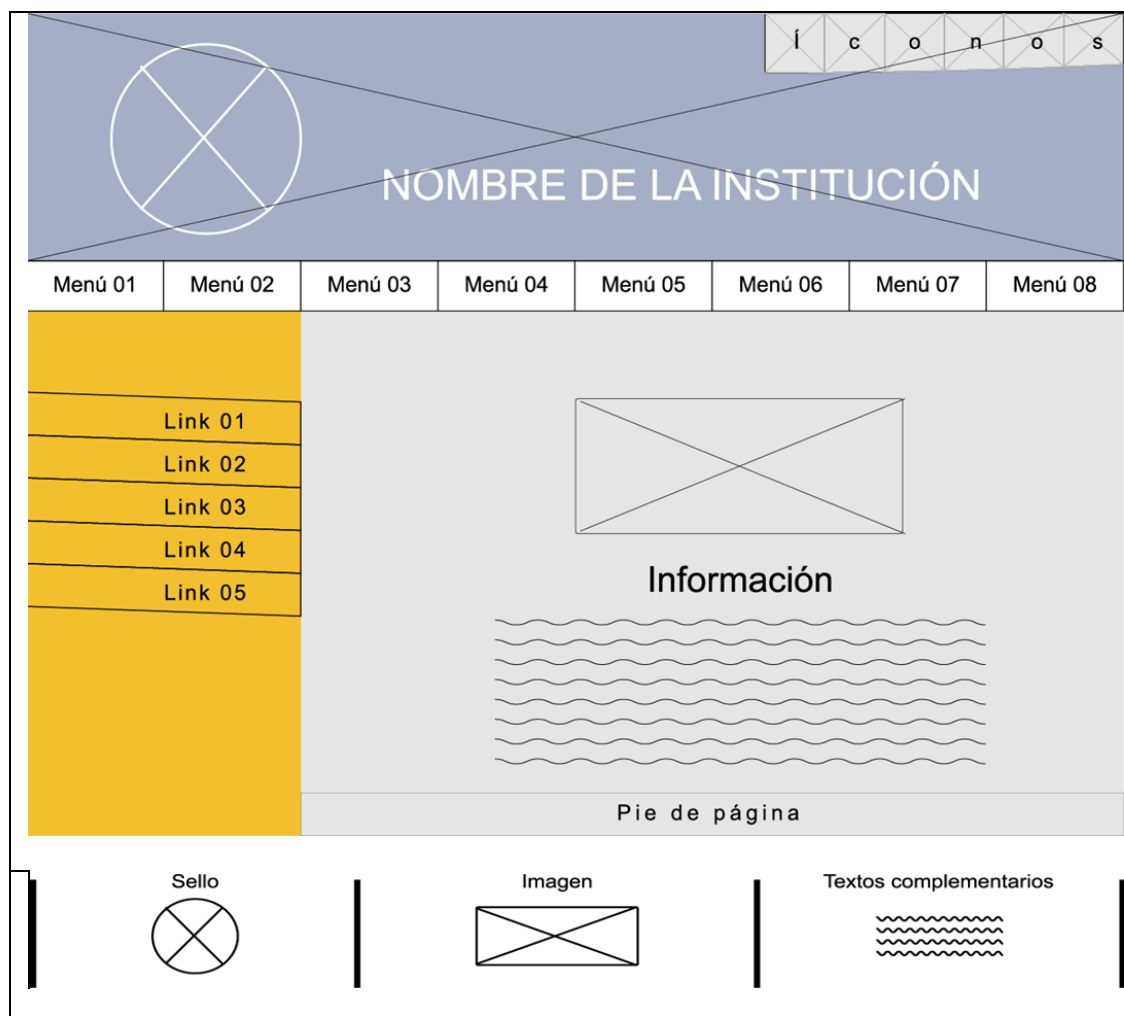 Í c o n o s
NOMBRE DE LA INSTITUCIÓN
Menú 01 Menú 02 Menú 03 Menú 04 Menú 05 Menú 06 Menú 07 Menú 08
Link 01
Link 02
Link 03
Link 04
Link 05
Información
Pie de página
Sello Imagen Textos complementarios